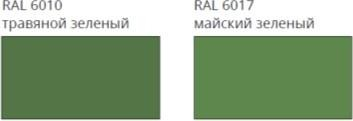 RAL 6010
травяной зеленый
RAL 6017
майский зеленый